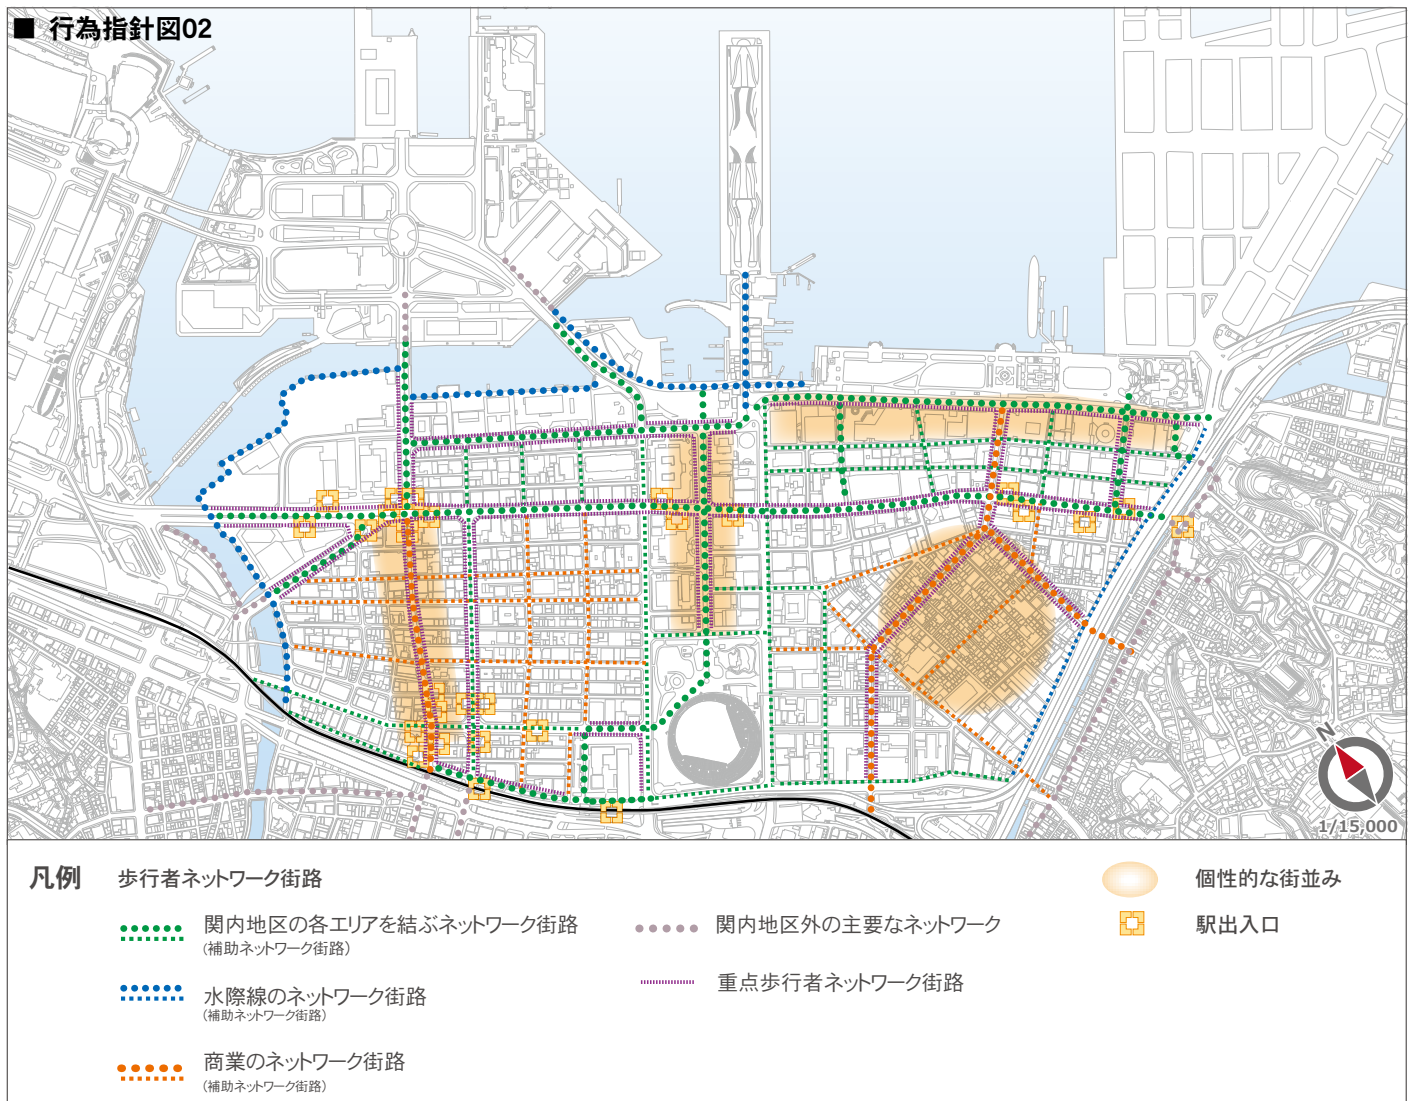 ■ 行為指針図02
N
1/15,000
凡例
歩行者ネットワーク街路
関内地区の各エリアを結ぶネットワーク街路
(補助ネットワーク街路)
水際線のネットワーク街路
(補助ネットワーク街路)
商業のネットワーク街路
(補助ネットワーク街路)
関内地区外の主要なネットワーク
重点歩行者ネットワーク街路
個性的な街並み
駅出入口